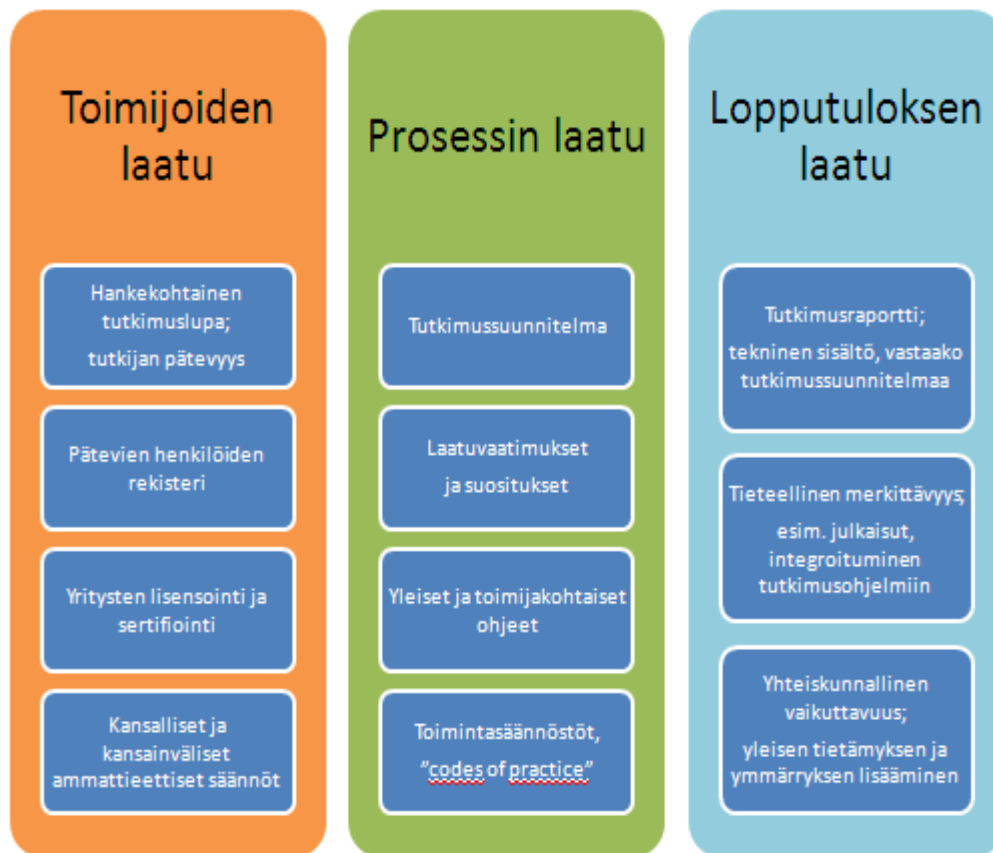 Toimijoiden
laatu
Hankekohtainen
tutkimuslupa;
tutkijan pätevyys
Pätevien henkilöiden
rekisteri
Yritysten lisensointi ja
sertifiointi
Kansalliset ja
kansainväliset
ammattieettiset säännöt
Prosessin laatu
Tutkimussuunnitelma
Laatuvaatimukset
ja suositukset
Yleiset ja toimijakohtaiset
ohjeet
Toimintasäännöstöt,
”codes of practice”
Lopputuloksen
laatu
Tutkimusraportti;
tekninen sisältö, vastaako
tutkimussuunnitelmaa
Tieteellinen merkittävyys;
esim. julkaisut,
integroituminen
tutkimusohjelmiin
Yhteiskunnallinen
vaikuttavuus;
yleisen tietämyksen ja
ymmärryksen lisääminen